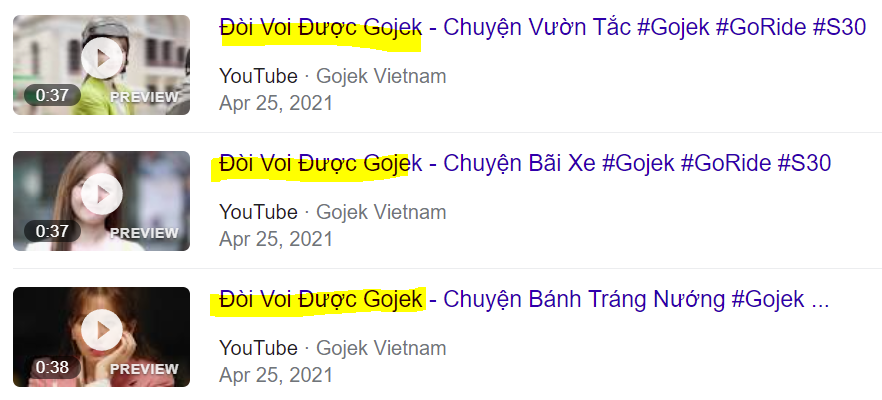 Đòi Voi Được Gojek - Chuyện Vườn Tắc #Gojek #GoRide #S30
YouTube · Gojek Vietnam
0:37 PREVIEW
Apr 25, 2021
Đòi Voi Được Gojek - Chuyện Bãi Xe #Gojek #GoRide #S30
YouTube · Gojek Vietnam
0:37 PREVIEW
Apr 25, 2021
Đòi Voi Được Gojek - Chuyện Bánh Tráng Nướng #Gojek ...
YouTube · Gojek Vietnam
0:38 PREVIEW
Apr 25, 2021